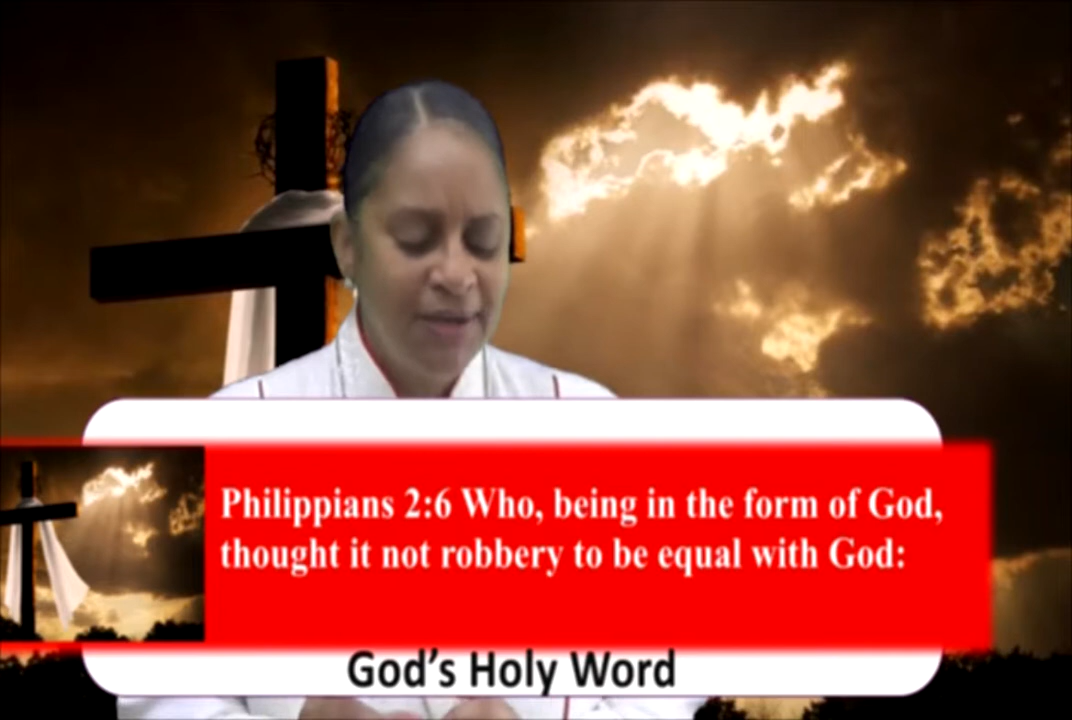 Philippians 2:6 Who, being in the form of God,
thought it not robbery to be equal with God:
God's Holy Word